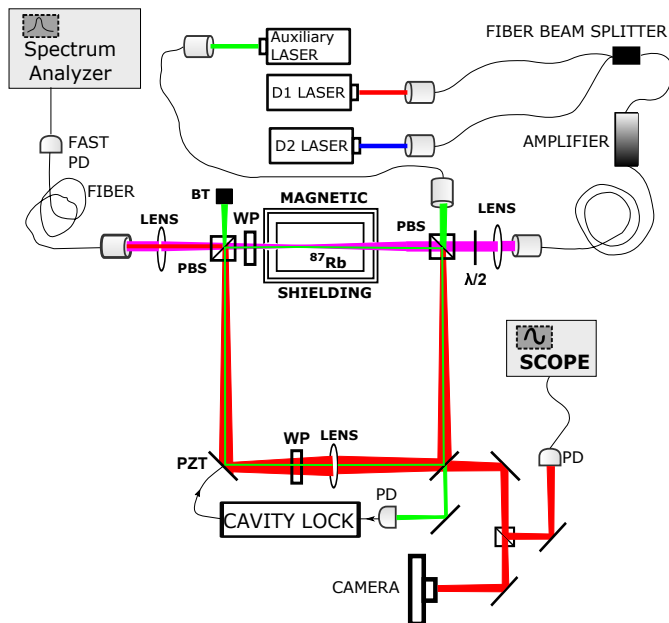 Spectrum
Analyzer
Auxiliary
LASER
FIBER BEAM SPLITTER
D1 LASER
D2 LASER
AMPLIFIER
FAST
PD
FIBER
BT
MAGNETIC
LENS
WP
PBS
LENS
PBS
⁸⁷Rb
λ/2
SHIELDING
SCOPE
WP
LENS
PZT
PD
PD
CAVITY LOCK
CAMERA